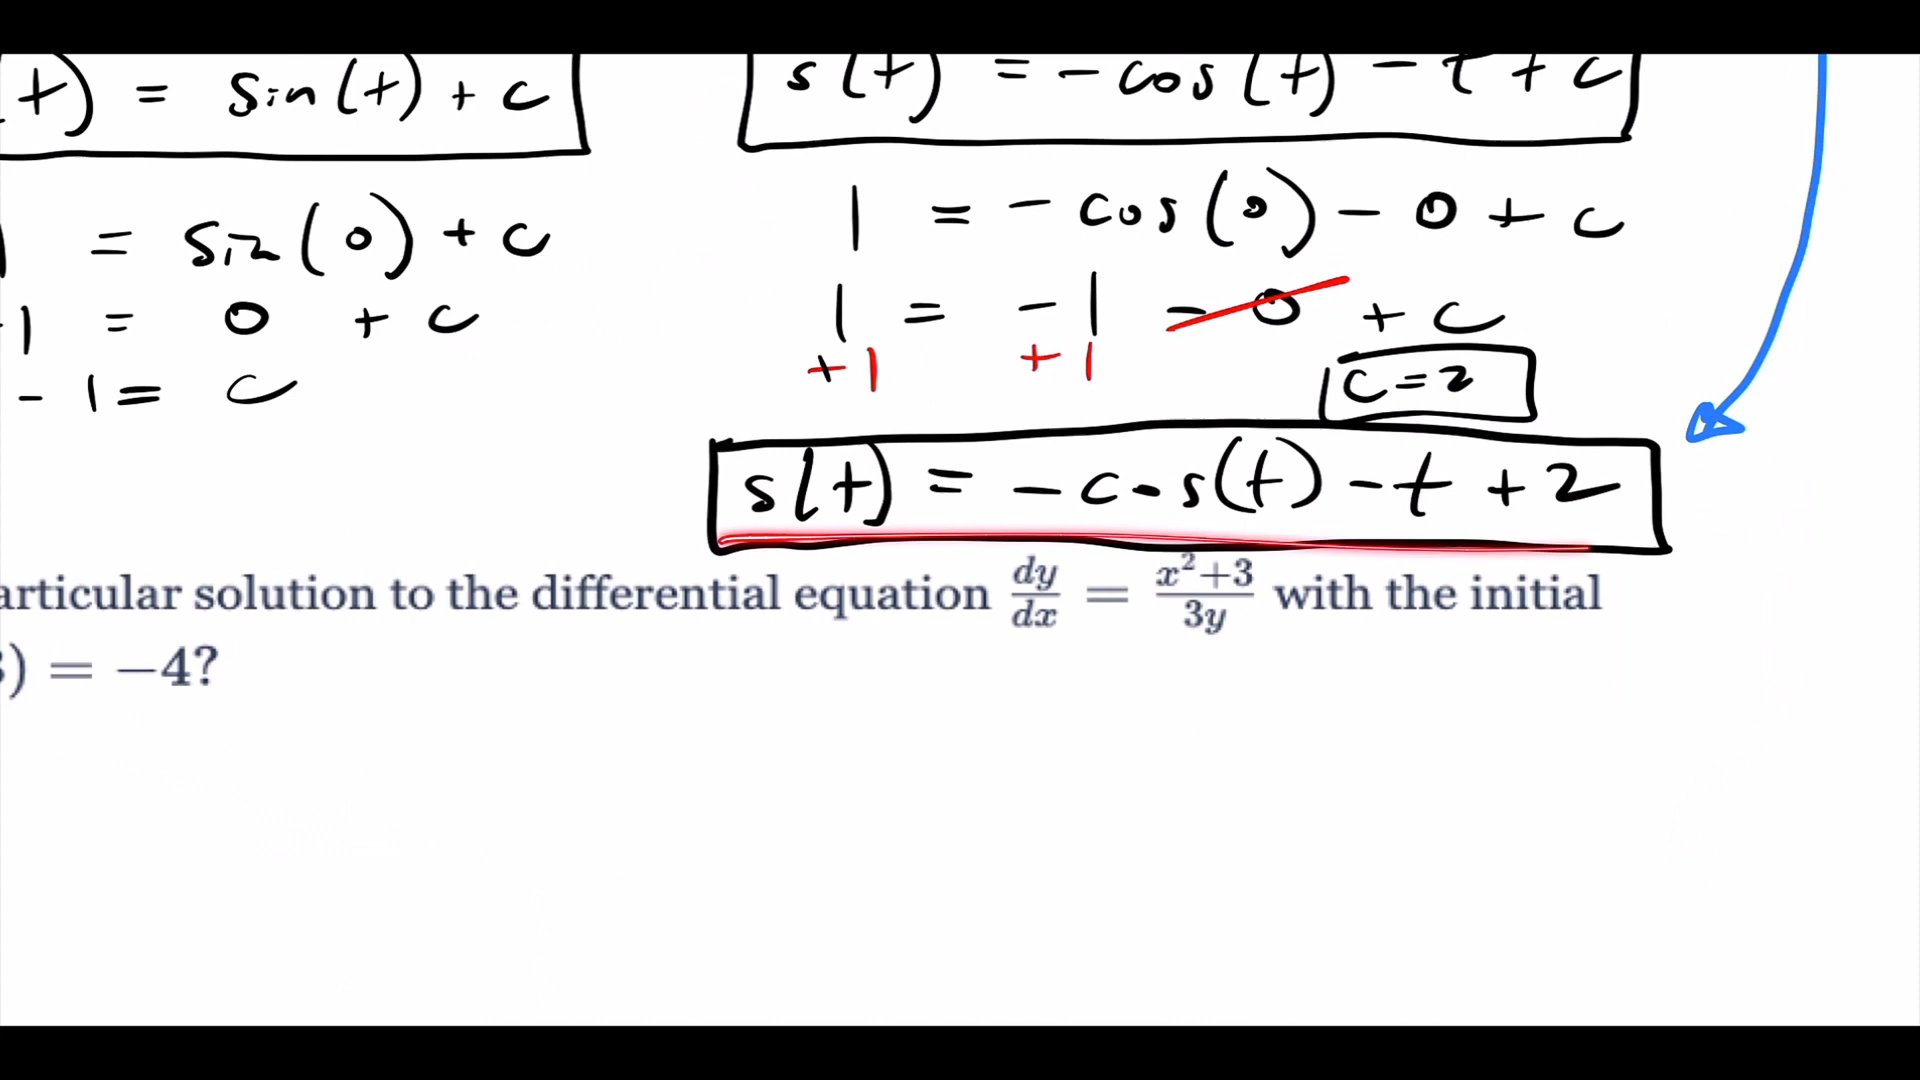 t) = sin(t) + c
s(t) = -cos(t) - t + c
= sin(0) + c
1 = -cos(0) - 0 + c
-1 = 0 + c
1 = -1 - 0 + c
+1 +1
-1 = c
c = 2
s(t) = -cos(t) - t + 2
articular solution to the differential equation dy/dx = x²+3/3y with the initial
) = −4?